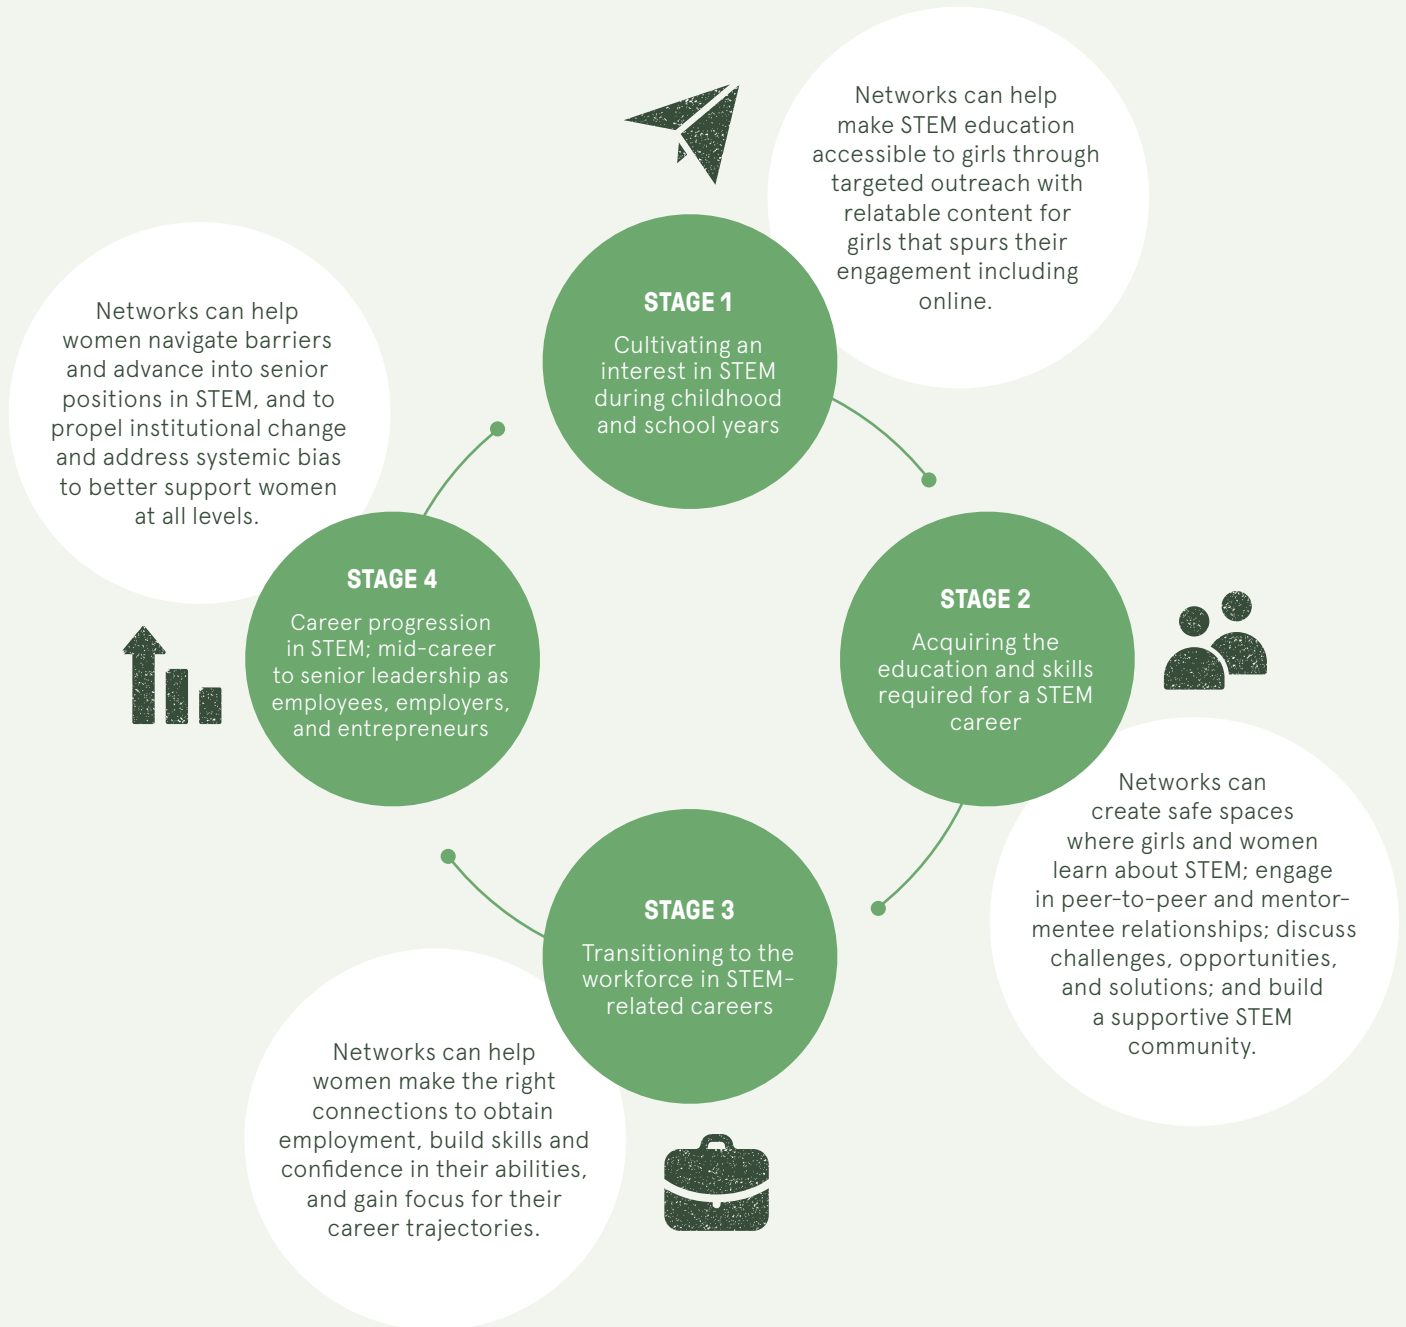 Networks can help
make STEM education
accessible to girls through
targeted outreach with
relatable content for
girls that spurs their
engagement including
online.
STAGE 1
Cultivating an
interest in STEM
during childhood
and school years
STAGE 2
Acquiring the
education and skills
required for a STEM
career
Networks can
create safe spaces
where girls and women
learn about STEM; engage
in peer-to-peer and mentor-
mentee relationships; discuss
challenges, opportunities,
and solutions; and build
a supportive STEM
community.
STAGE 3
Transitioning to the
workforce in STEM-
related careers
Networks can help
women make the right
connections to obtain
employment, build skills and
confidence in their abilities,
and gain focus for their
career trajectories.
STAGE 4
Career progression
in STEM; mid-career
to senior leadership as
employees, employers,
and entrepreneurs
Networks can help
women navigate barriers
and advance into senior
positions in STEM, and to
propel institutional change
and address systemic bias
to better support women
at all levels.